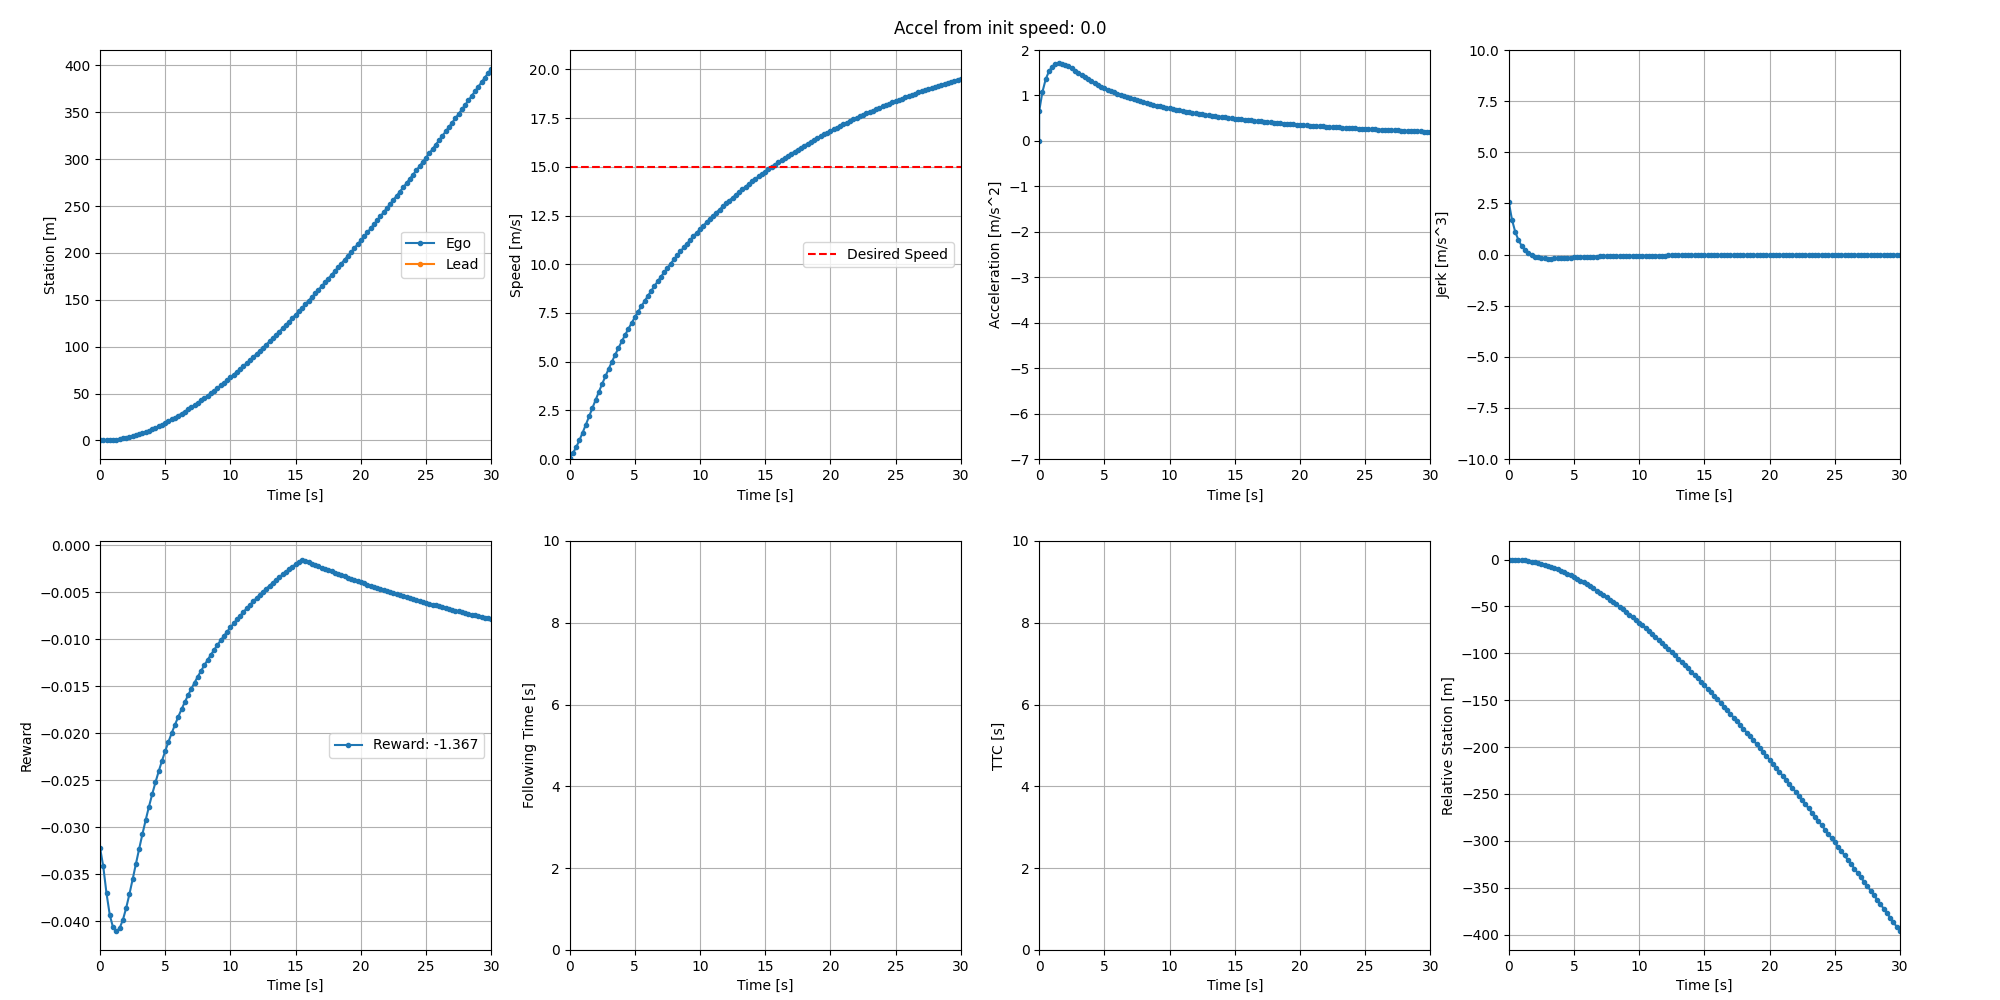 Accel from init speed: 0.0
Station [m]
400
350
300
250
200
150
100
50
0
Ego
Lead
0 5 10 15 20 25 30
Time [s]
Speed [m/s]
20.0
17.5
15.0
12.5
10.0
7.5
5.0
2.5
0.0
Desired Speed
0 5 10 15 20 25 30
Time [s]
Acceleration [m/s^2]
2
1
0
−1
−2
−3
−4
−5
−6
−7
0 5 10 15 20 25 30
Time [s]
Jerk [m/s^3]
10.0
7.5
5.0
2.5
0.0
−2.5
−5.0
−7.5
−10.0
0 5 10 15 20 25 30
Time [s]
Reward
0.000
−0.005
−0.010
−0.015
−0.020
−0.025
−0.030
−0.035
−0.040
Reward: -1.367
0 5 10 15 20 25 30
Time [s]
Following Time [s]
10
8
6
4
2
0
0 5 10 15 20 25 30
Time [s]
TTC [s]
10
8
6
4
2
0
0 5 10 15 20 25 30
Time [s]
Relative Station [m]
0
−50
−100
−150
−200
−250
−300
−350
−400
0 5 10 15 20 25 30
Time [s]